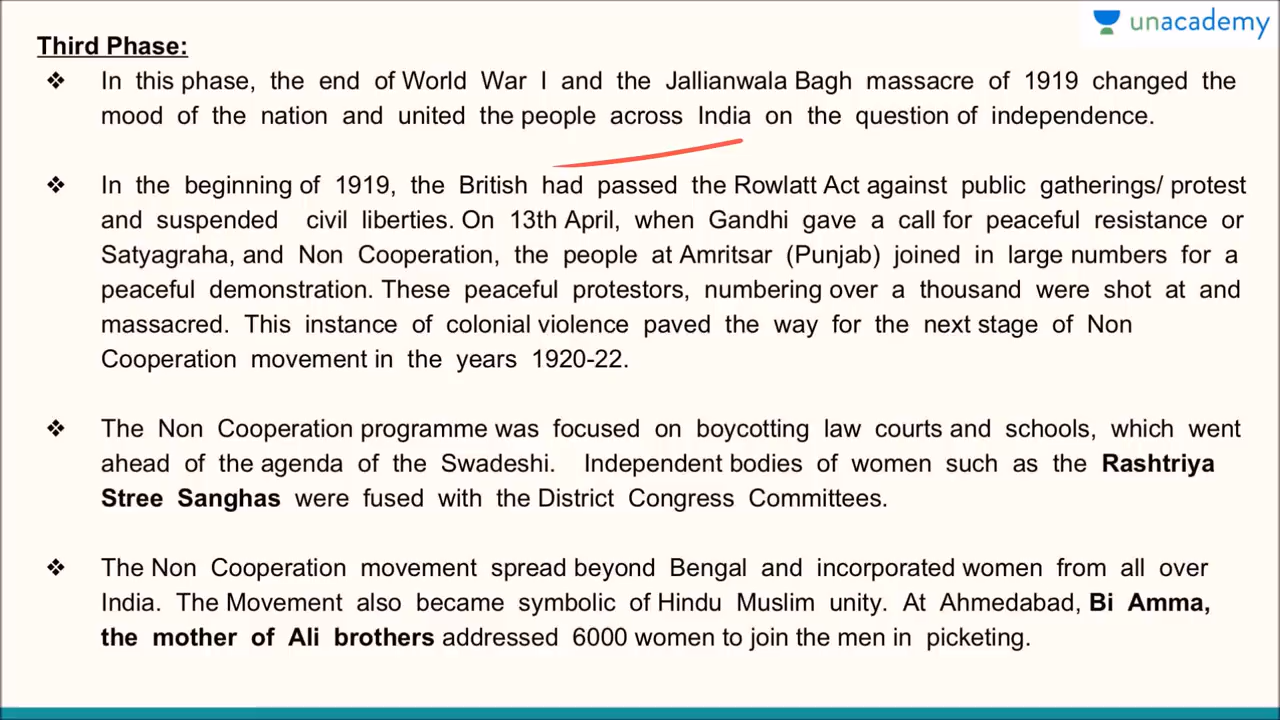 unacademy
Third Phase:
❖ In this phase, the end of World War I and the Jallianwala Bagh massacre of 1919 changed the
mood of the nation and united the people across India on the question of independence.
❖ In the beginning of 1919, the British had passed the Rowlatt Act against public gatherings/ protest
and suspended civil liberties. On 13th April, when Gandhi gave a call for peaceful resistance or
Satyagraha, and Non Cooperation, the people at Amritsar (Punjab) joined in large numbers for a
peaceful demonstration. These peaceful protestors, numbering over a thousand were shot at and
massacred. This instance of colonial violence paved the way for the next stage of Non
Cooperation movement in the years 1920-22.
❖ The Non Cooperation programme was focused on boycotting law courts and schools, which went
ahead of the agenda of the Swadeshi. Independent bodies of women such as the Rashtriya
Stree Sanghas were fused with the District Congress Committees.
❖ The Non Cooperation movement spread beyond Bengal and incorporated women from all over
India. The Movement also became symbolic of Hindu Muslim unity. At Ahmedabad, Bi Amma,
the mother of Ali brothers addressed 6000 women to join the men in picketing.